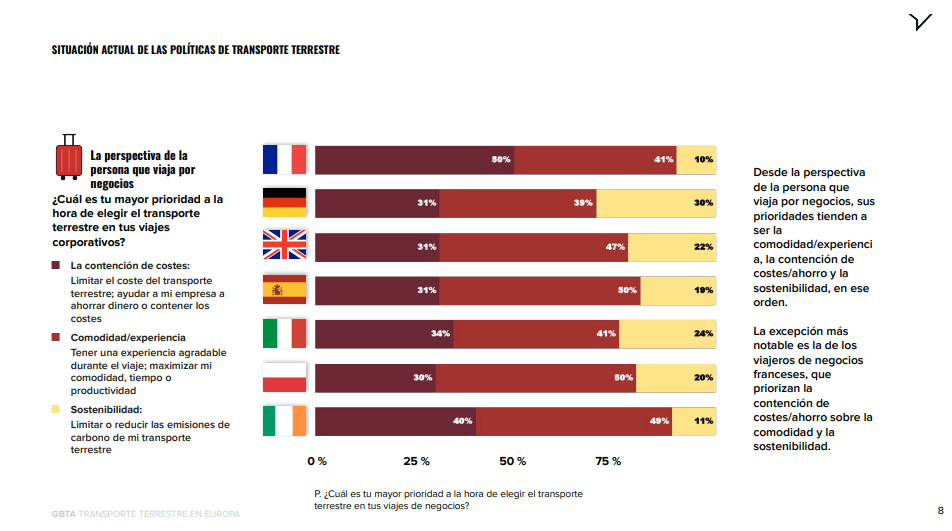 SITUACIÓN ACTUAL DE LAS POLÍTICAS DE TRANSPORTE TERRESTRE
La perspectiva de la
persona que viaja por
negocios
¿Cuál es tu mayor prioridad a la
hora de elegir el transporte
terrestre en tus viajes
corporativos?
La contención de costes:
Limitar el coste del transporte
terrestre; ayudar a mi empresa a
ahorrar dinero o contener los
costes
Comodidad/experiencia
Tener una experiencia agradable
durante el viaje; maximizar mi
comodidad, tiempo o
productividad
Sostenibilidad:
Limitar o reducir las emisiones de
carbono de mi transporte
terrestre
50% 41% 10%
31% 39% 30%
31% 47% 22%
31% 50% 19%
34% 41% 24%
30% 50% 20%
40% 49% 11%
0 % 25 % 50 % 75 %
P. ¿Cuál es tu mayor prioridad a la hora de elegir el transporte
terrestre en tus viajes de negocios?
Desde la perspectiva
de la persona que
viaja por negocios, sus
prioridades tienden a
ser la
comodidad/experienci
a, la contención de
costes/ahorro y la
sostenibilidad, en ese
orden.
La excepción más
notable es la de los
viajeros de negocios
franceses, que
priorizan la
contención de
costes/ahorro sobre la
comodidad y la
sostenibilidad.
GBTA TRANSPORTE TERRESTRE EN EUROPA
8